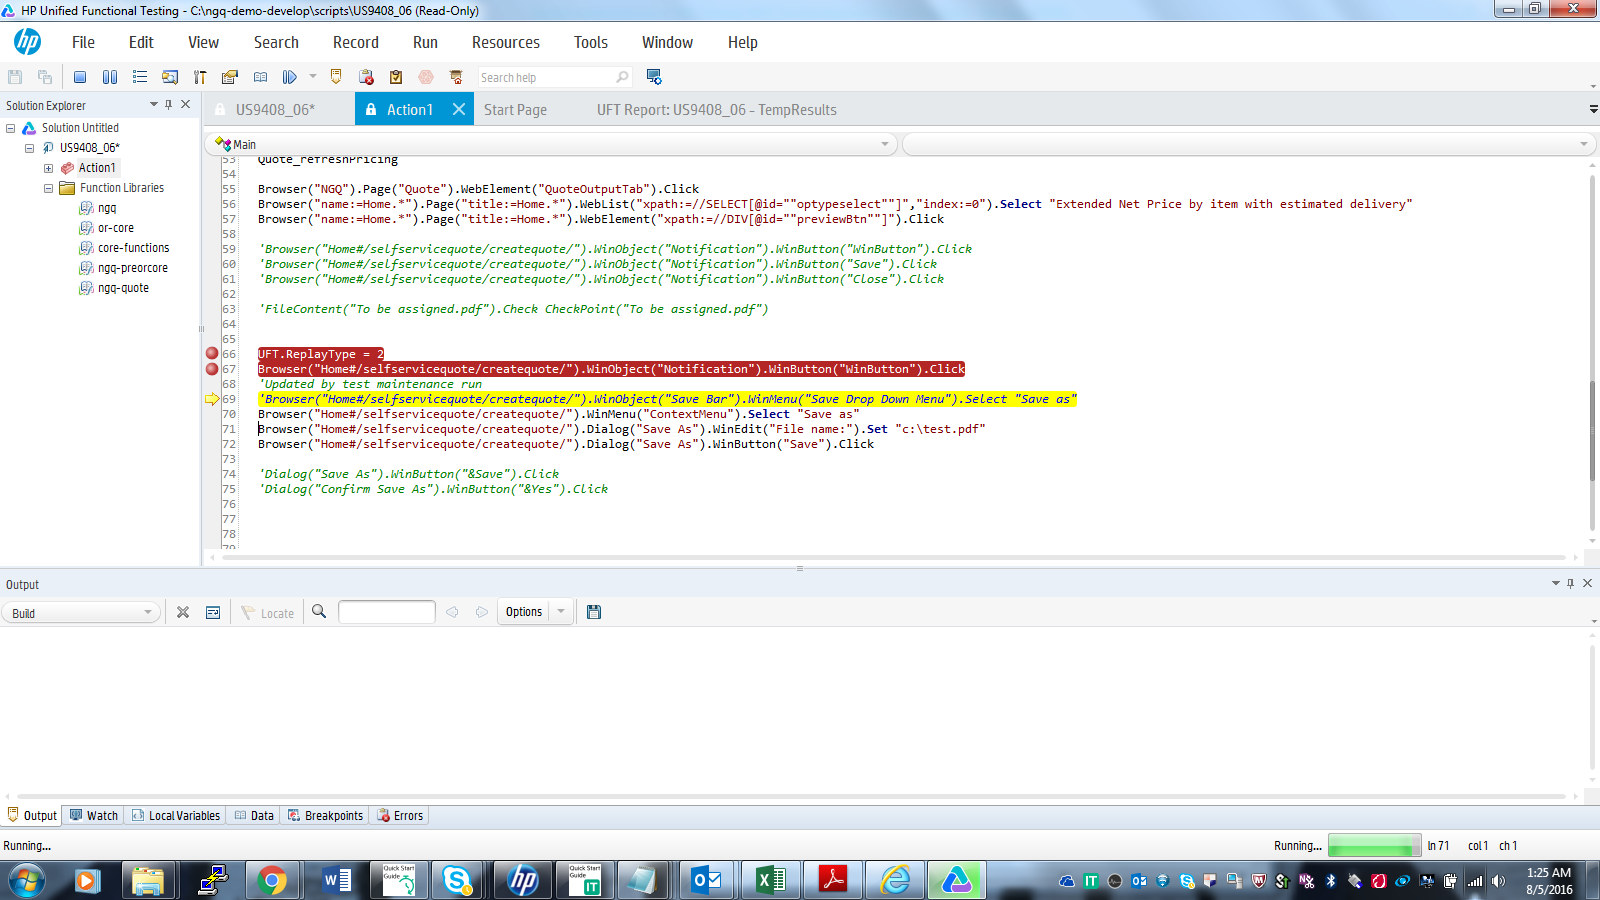 HP Unified Functional Testing - C:\ngq-demo-develop\scripts\US9408_06 (Read-Only)
hp File Edit View Search Record Run Resources Tools Window Help
Search help
Solution Explorer
US9408_06* Action1 Start Page UFT Report: US9408_06 - TempResults
Solution Untitled
US9408_06*
Action1
Function Libraries
ngq
or-core
core-functions
ngq-preorcore
ngq-quote
Main
53 Quote_refreshPricing
54
55 Browser("NGQ").Page("Quote").WebElement("QuoteOutputTab").Click
56 Browser("name:=Home.*").Page("title:=Home.*").WebList("xpath:=//SELECT[@id=""optypeselect""]","index:=0").Select "Extended Net Price by item with estimated delivery"
57 Browser("name:=Home.*").Page("title:=Home.*").WebElement("xpath:=//DIV[@id=""previewBtn""]").Click
58
59 'Browser("Home#/selfservicequote/createquote/").WinObject("Notification").WinButton("WinButton").Click
60 'Browser("Home#/selfservicequote/createquote/").WinObject("Notification").WinButton("Save").Click
61 'Browser("Home#/selfservicequote/createquote/").WinObject("Notification").WinButton("Close").Click
62
63 'FileContent("To be assigned.pdf").Check CheckPoint("To be assigned.pdf")
64
65
66 UFT.ReplayType = 2
67 Browser("Home#/selfservicequote/createquote/").WinObject("Notification").WinButton("WinButton").Click
68 'Updated by test maintenance run
69 'Browser("Home#/selfservicequote/createquote/").WinObject("Save Bar").WinMenu("Save Drop Down Menu").Select "Save as"
70 Browser("Home#/selfservicequote/createquote/").WinMenu("ContextMenu").Select "Save as"
71 Browser("Home#/selfservicequote/createquote/").Dialog("Save As").WinEdit("File name:").Set "c:\test.pdf"
72 Browser("Home#/selfservicequote/createquote/").Dialog("Save As").WinButton("Save").Click
73
74 'Dialog("Save As").WinButton("&Save").Click
75 'Dialog("Confirm Save As").WinButton("&Yes").Click
76
77
78
79
Output
Build Locate Options
Output Watch Local Variables Data Breakpoints Errors
Running... Running... ln 71 col 1 ch 1
Quick Start Guide
hp
Quick Start Guide IT
IT
1:25 AM
8/5/2016